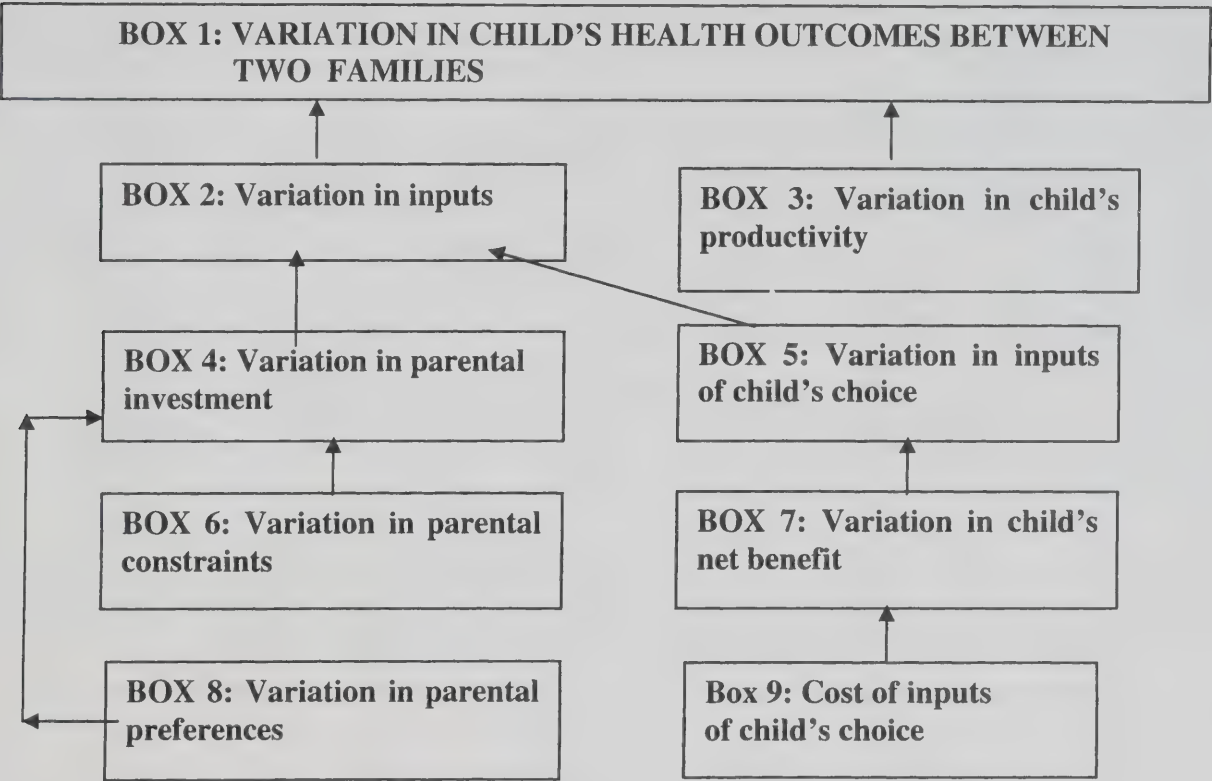 BOX 1: VARIATION IN CHILD'S HEALTH OUTCOMES BETWEEN
TWO FAMILIES
BOX 2: Variation in inputs
BOX 3: Variation in child's
productivity
BOX 4: Variation in parental
investment
BOX 5: Variation in inputs
of child's choice
BOX 6: Variation in parental
constraints
BOX 7: Variation in child's
net benefit
BOX 8: Variation in parental
preferences
Box 9: Cost of inputs
of child's choice